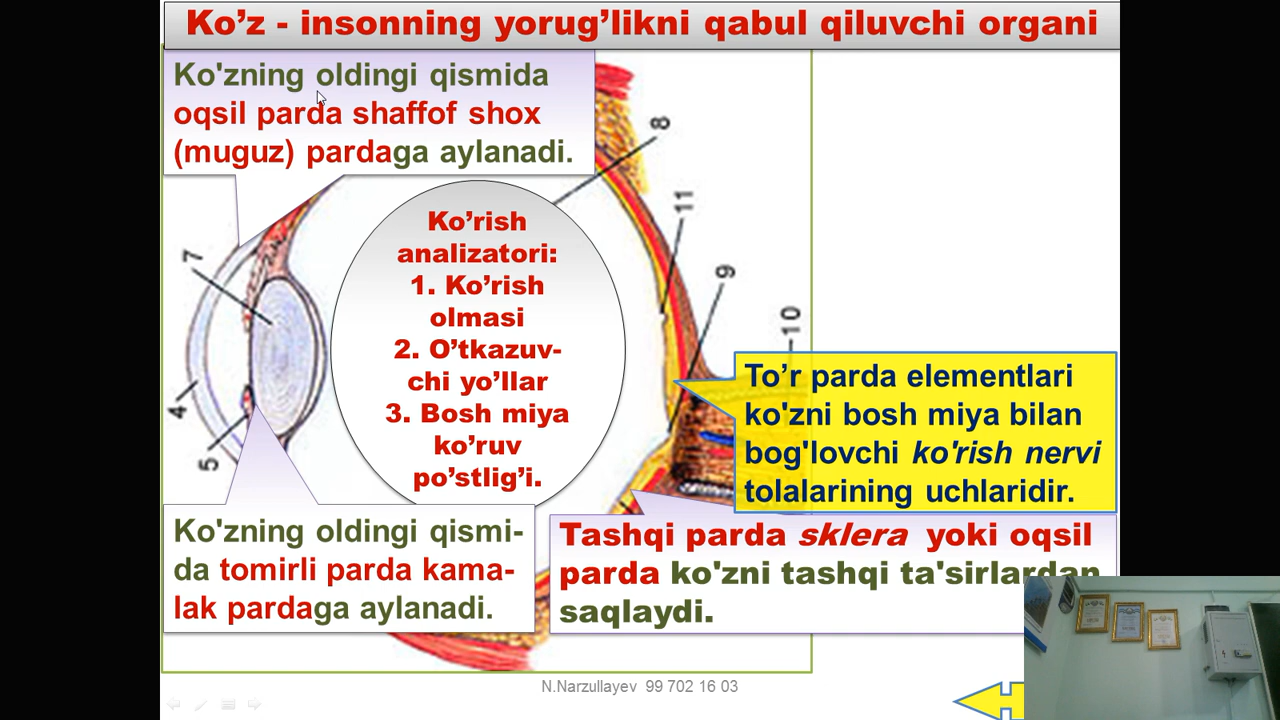 Ko’z - insonning yorug’likni qabul qiluvchi organi
Ko'zning oldingi qismida
oqsil parda shaffof shox
(muguz) pardaga aylanadi.
8
11
9
10
7
4
5
Ko’rish
analizatori:
1. Ko’rish
olmasi
2. O’tkazuv-
chi yo’llar
3. Bosh miya
ko’ruv
po’stlig’i.
To’r parda elementlari
ko'zni bosh miya bilan
bog'lovchi ko'rish nervi
tolalarining uchlaridir.
Ko'zning oldingi qismi-
da tomirli parda kama-
lak pardaga aylanadi.
Tashqi parda sklera yoki oqsil
parda ko'zni tashqi ta'sirlardan
saqlaydi.
N.Narzullayev 99 702 16 03